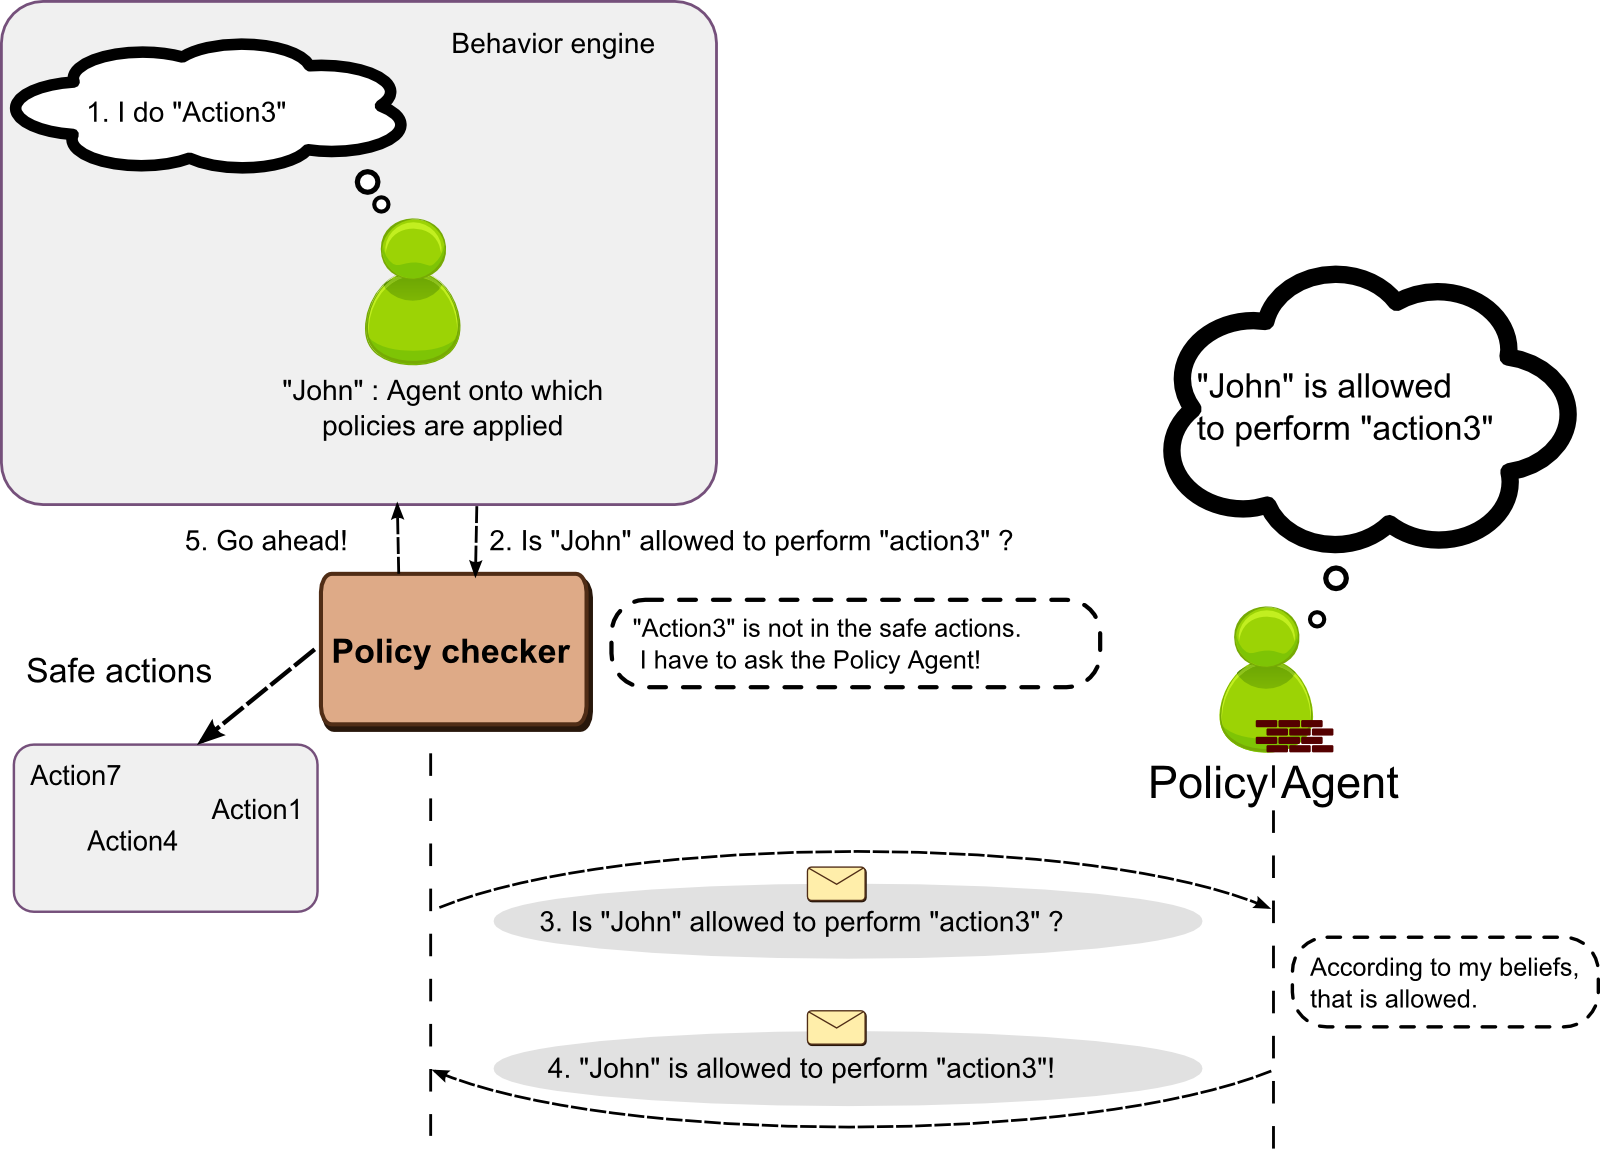 Behavior engine
1. I do "Action3"
"John" : Agent onto which
policies are applied
"John" is allowed
to perform "action3"
5. Go ahead!
2. Is "John" allowed to perform "action3" ?
Policy checker
"Action3" is not in the safe actions.
I have to ask the Policy Agent!
Safe actions
Action7
Action1
Action4
Policy Agent
3. Is "John" allowed to perform "action3" ?
According to my beliefs,
that is allowed.
4. "John" is allowed to perform "action3"!